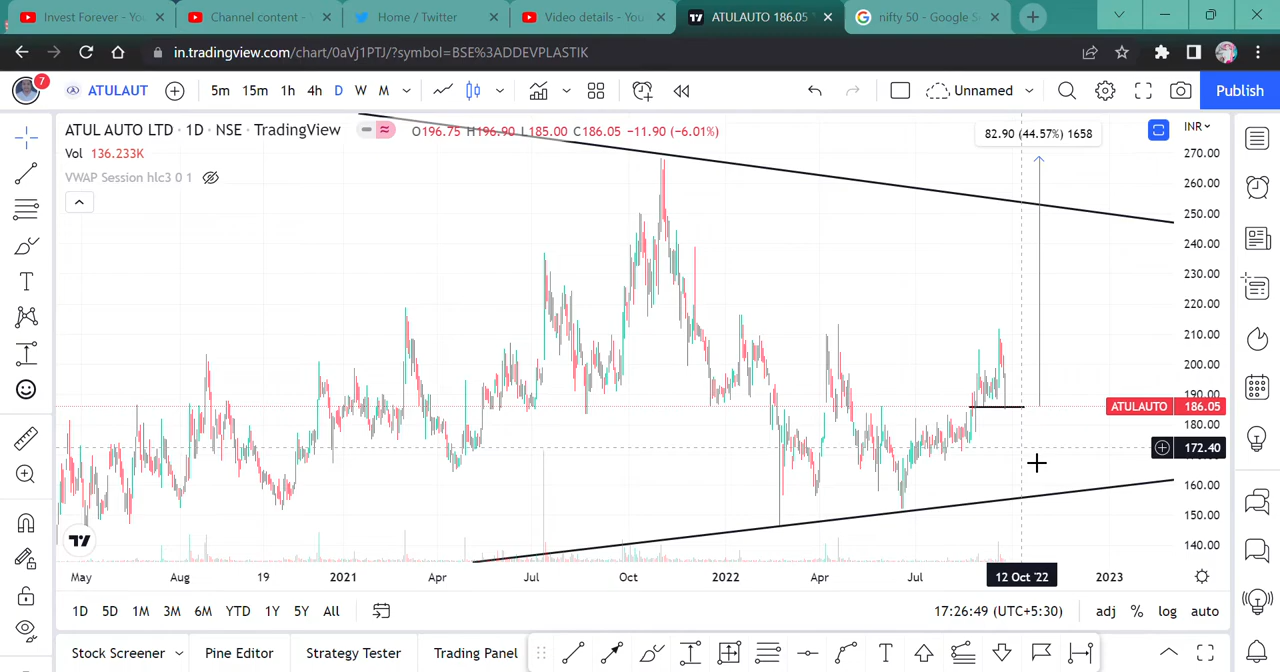 Invest Forever - You
Channel content -
Home / Twitter
Video details - You
ATULAUTO 186.05
nifty 50 - Google S
in.tradingview.com/chart/0aVj1PTJ/?symbol=BSE%3ADDEVPLASTIK
7 ATULAUT 5m 15m 1h 4h D W M Unnamed Publish
ATUL AUTO LTD · 1D · NSE · TradingView O196.75 H196.90 L185.00 C186.05 −11.90 (−6.01%)
82.90 (44.57%) 1658
INR
Vol 136.233K
VWAP Session hlc3 0 1
270.00
260.00
250.00
240.00
230.00
220.00
210.00
200.00
190.00
ATULAUTO 186.05
180.00
172.40
160.00
150.00
140.00
May Aug 19 2021 Apr Jul Oct 2022 Apr Jul 12 Oct '22 2023
1D 5D 1M 3M 6M YTD 1Y 5Y All 17:26:49 (UTC+5:30) adj % log auto
Stock Screener Pine Editor Strategy Tester Trading Panel